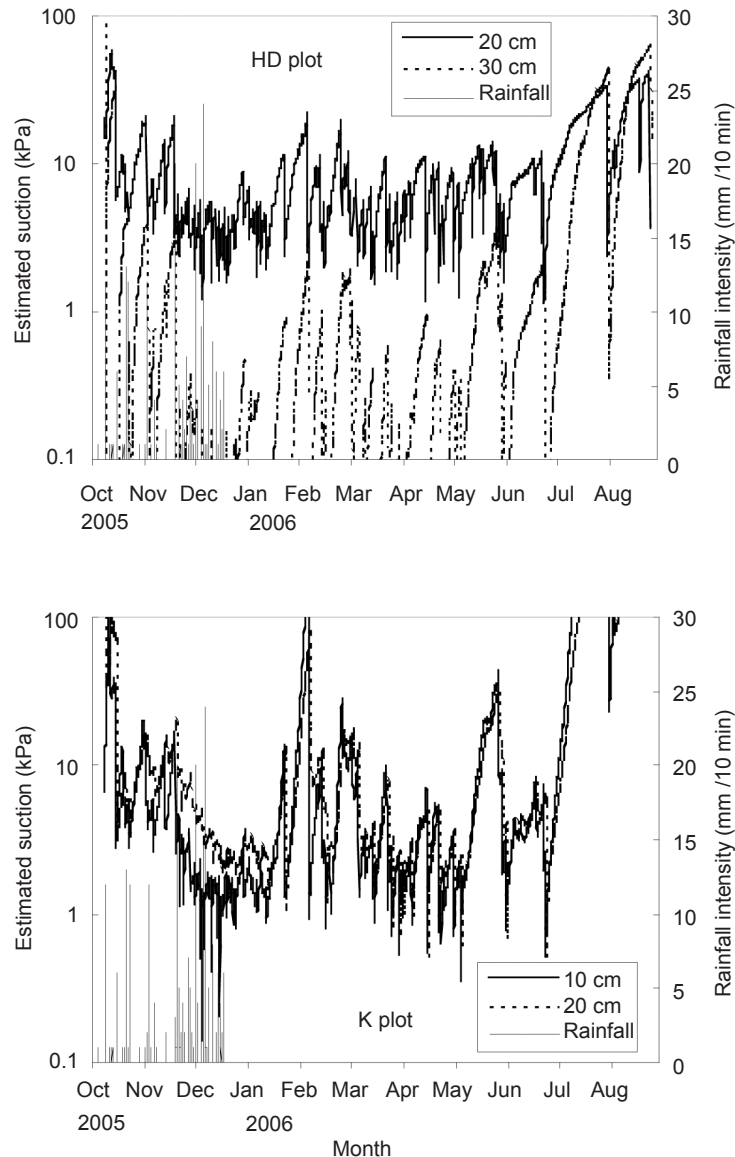 100
10
1
0.1
Estimated suction (kPa)
HD plot
20 cm
30 cm
Rainfall
30
25
20
15
10
5
0
Rainfall intensity (mm /10 min)
Oct Nov Dec Jan Feb Mar Apr May Jun Jul Aug
2005 2006
100
10
1
0.1
Estimated suction (kPa)
K plot
10 cm
20 cm
Rainfall
30
25
20
15
10
5
0
Rainfall intensity (mm /10 min)
Oct Nov Dec Jan Feb Mar Apr May Jun Jul Aug
2005 2006
Month